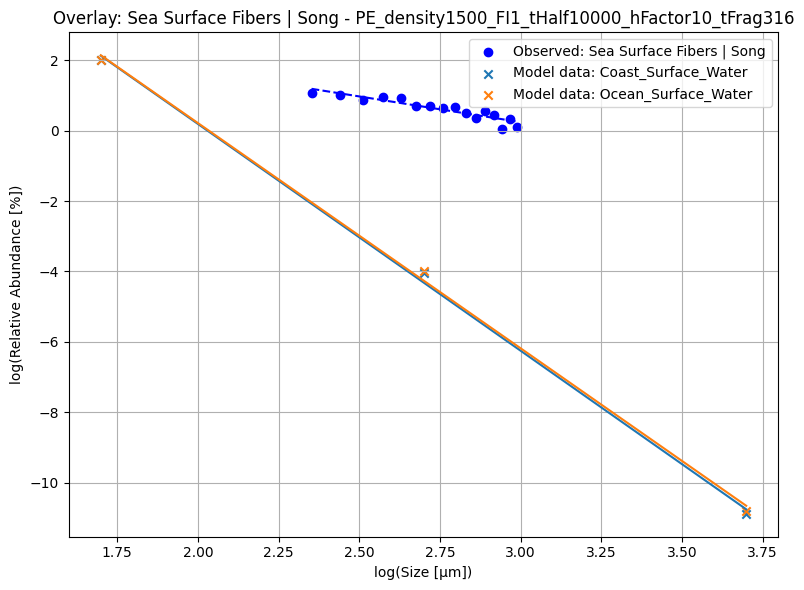 Overlay: Sea Surface Fibers | Song - PE_density1500_FI1_tHalf10000_hFactor10_tFrag316
Observed: Sea Surface Fibers | Song
Model data: Coast_Surface_Water
Model data: Ocean_Surface_Water
log(Relative Abundance [%])
2
0
−2
−4
−6
−8
−10
1.75 2.00 2.25 2.50 2.75 3.00 3.25 3.50 3.75
log(Size [μm])